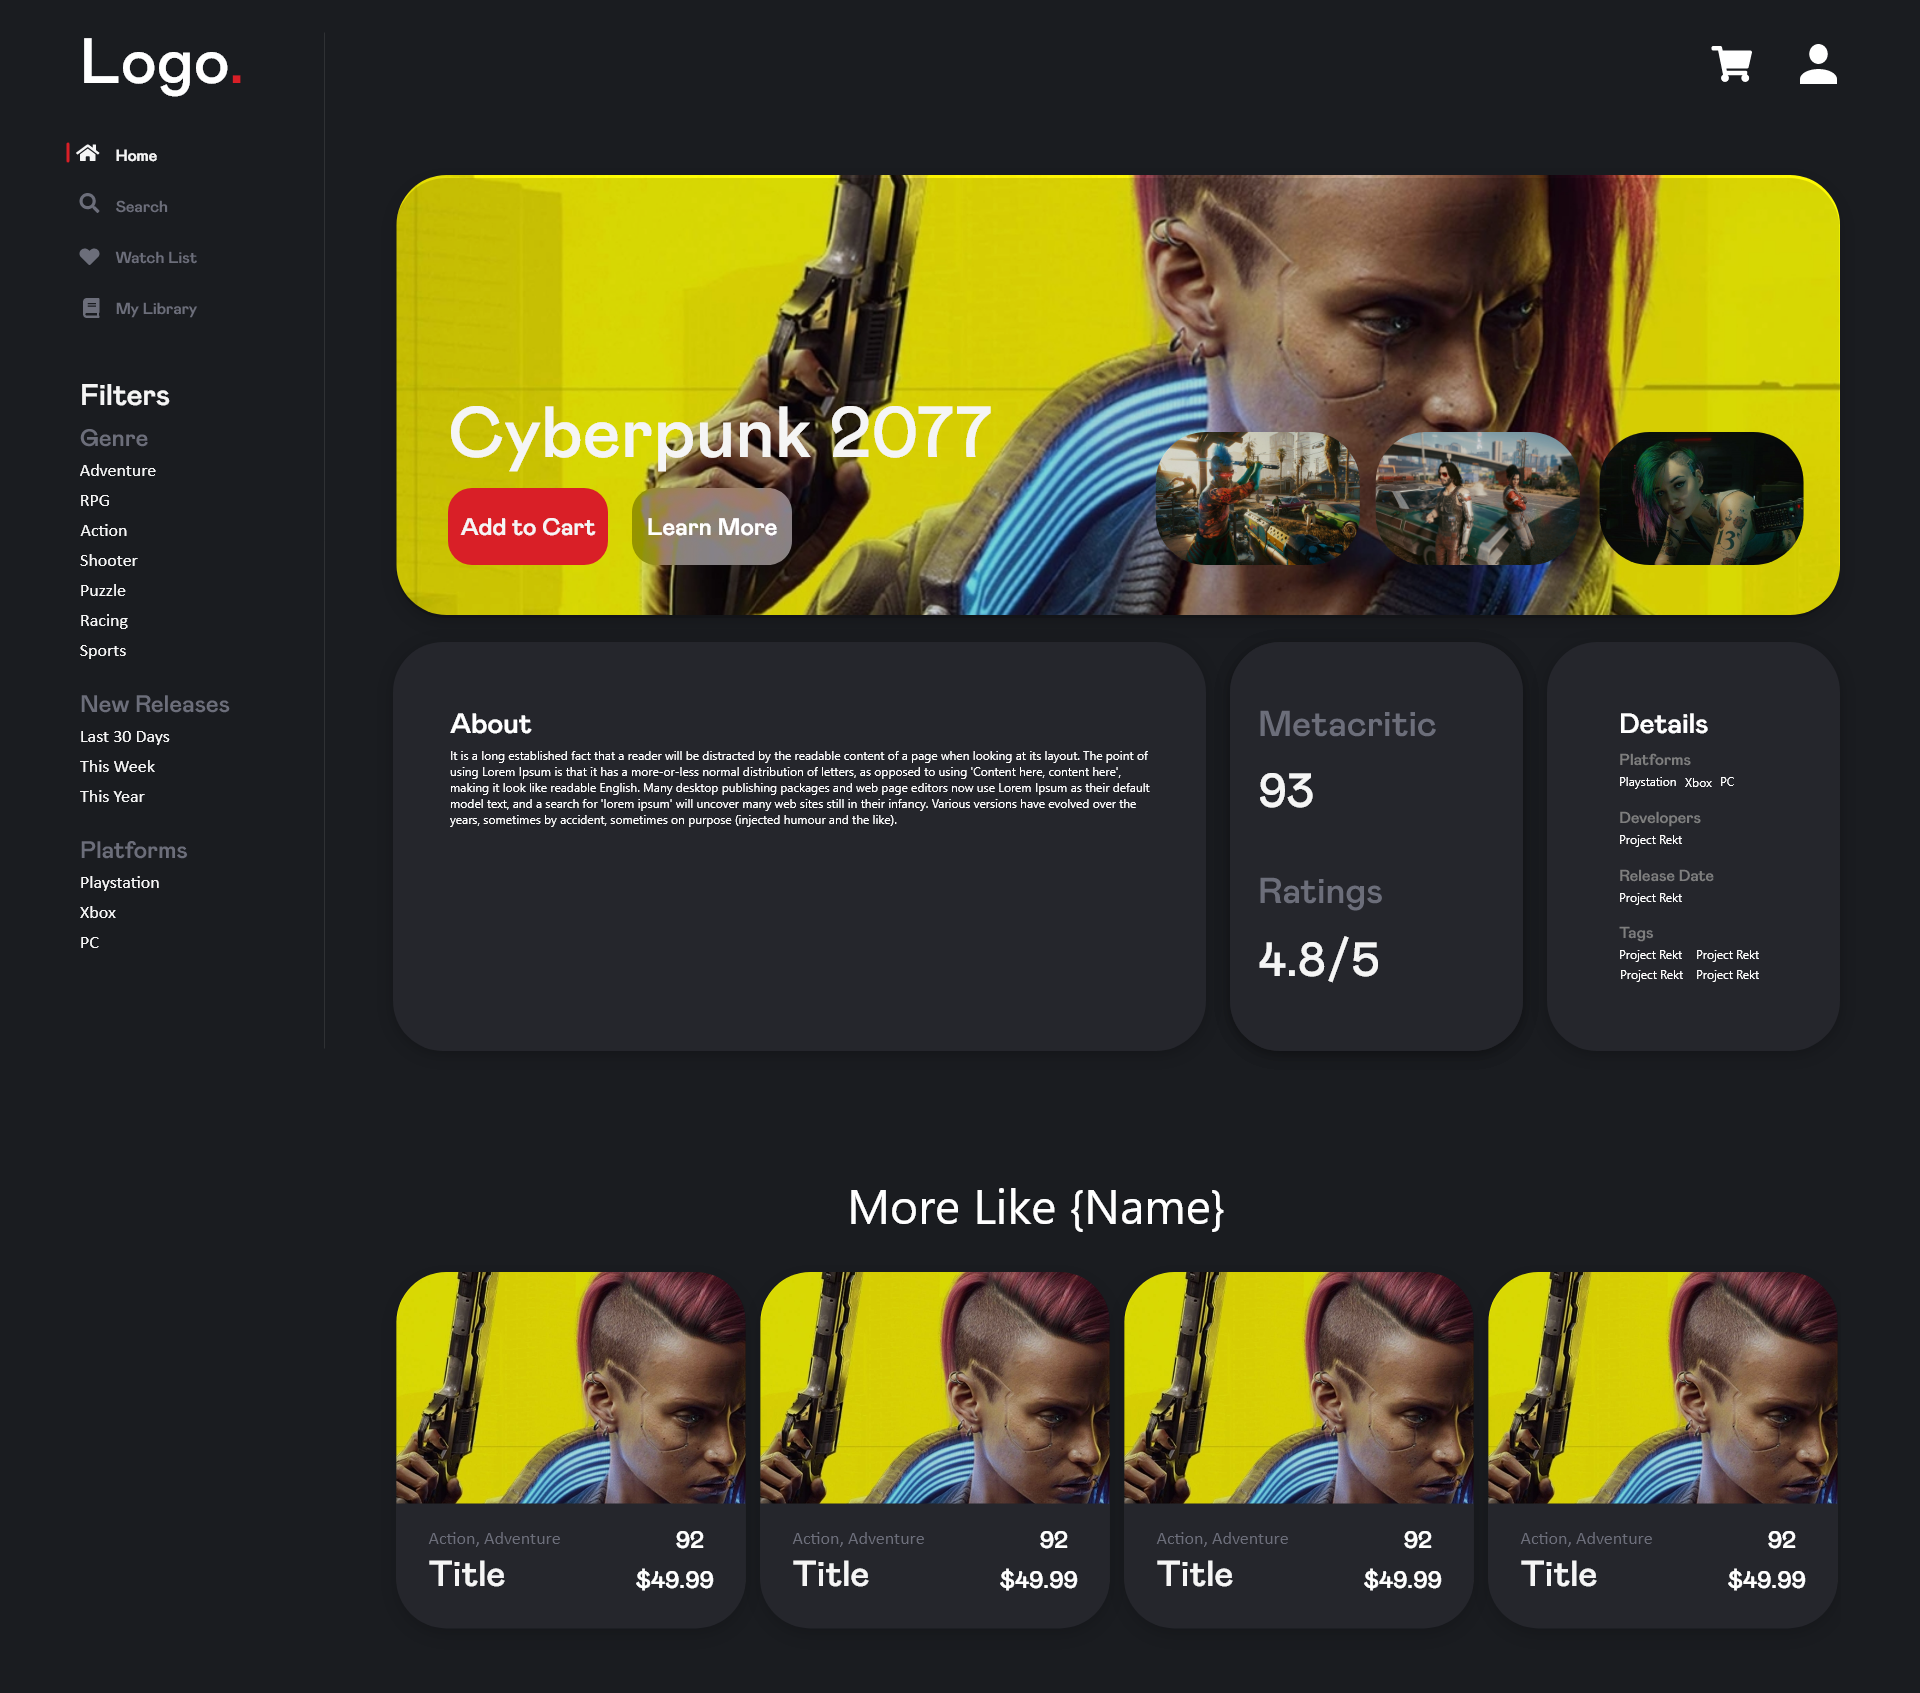 Logo.
Home
Search
Watch List
My Library
Filters
Genre
Adventure
RPG
Action
Shooter
Puzzle
Racing
Sports
New Releases
Last 30 Days
This Week
This Year
Platforms
Playstation
Xbox
PC
Cyberpunk 2077
Add to Cart
Learn More
About
It is a long established fact that a reader will be distracted by the readable content of a page when looking at its layout. The point of
using Lorem Ipsum is that it has a more-or-less normal distribution of letters, as opposed to using 'Content here, content here',
making it look like readable English. Many desktop publishing packages and web page editors now use Lorem Ipsum as their default
model text, and a search for 'lorem ipsum' will uncover many web sites still in their infancy. Various versions have evolved over the
years, sometimes by accident, sometimes on purpose (injected humour and the like).
Metacritic
93
Ratings
4.8/5
Details
Platforms
Playstation Xbox PC
Developers
Project Rekt
Release Date
Project Rekt
Tags
Project Rekt Project Rekt
Project Rekt Project Rekt
More Like {Name}
Action, Adventure 92
Title $49.99
Action, Adventure 92
Title $49.99
Action, Adventure 92
Title $49.99
Action, Adventure 92
Title $49.99